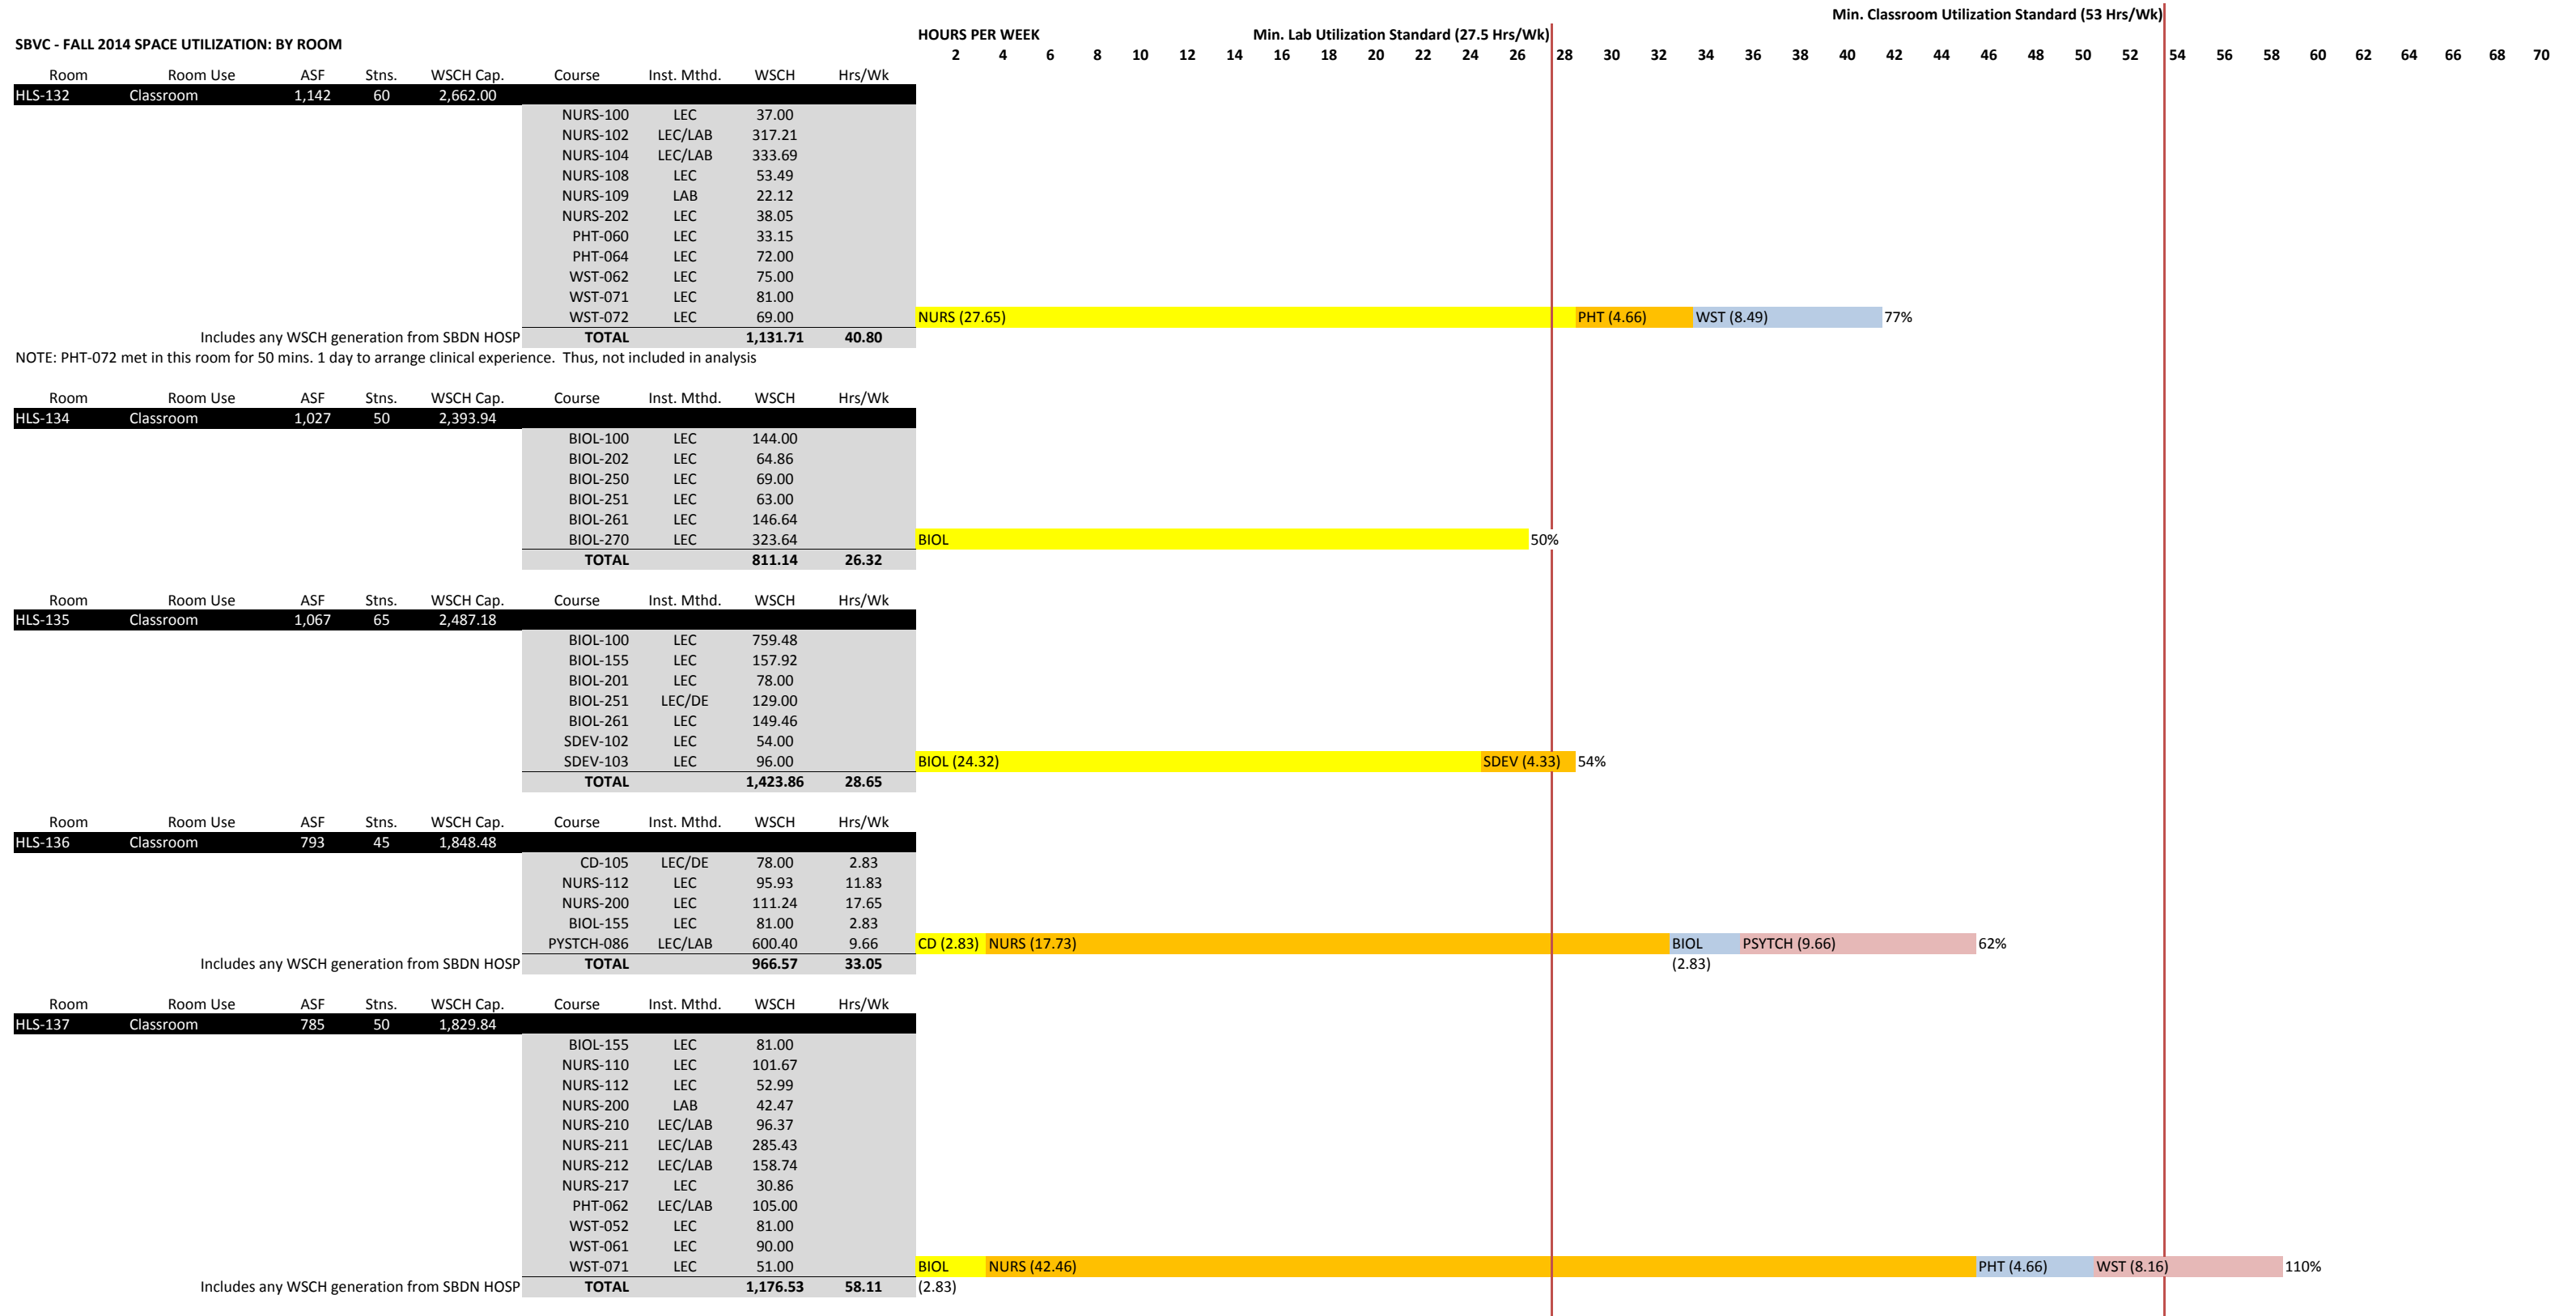 Min. Classroom Utilization Standard (53 Hrs/Wk)
HOURS PER WEEK Min. Lab Utilization Standard (27.5 Hrs/Wk)
SBVC - FALL 2014 SPACE UTILIZATION: BY ROOM
2 4 6 8 10 12 14 16 18 20 22 24 26 28 30 32 34 36 38 40 42 44 46 48 50 52 54 56 58 60 62 64 66 68 70
Room Room Use ASF Stns. WSCH Cap. Course Inst. Mthd. WSCH Hrs/Wk
HLS-132 Classroom 1,142 60 2,662.00
NURS-100 LEC 37.00
NURS-102 LEC/LAB 317.21
NURS-104 LEC/LAB 333.69
NURS-108 LEC 53.49
NURS-109 LAB 22.12
NURS-202 LEC 38.05
PHT-060 LEC 33.15
PHT-064 LEC 72.00
WST-062 LEC 75.00
WST-071 LEC 81.00
WST-072 LEC 69.00 NURS (27.65) PHT (4.66) WST (8.49) 77%
Includes any WSCH generation from SBDN HOSP TOTAL 1,131.71 40.80
NOTE: PHT-072 met in this room for 50 mins. 1 day to arrange clinical experience.  Thus, not included in analysis
Room Room Use ASF Stns. WSCH Cap. Course Inst. Mthd. WSCH Hrs/Wk
HLS-134 Classroom 1,027 50 2,393.94
BIOL-100 LEC 144.00
BIOL-202 LEC 64.86
BIOL-250 LEC 69.00
BIOL-251 LEC 63.00
BIOL-261 LEC 146.64
BIOL-270 LEC 323.64 BIOL 50%
TOTAL 811.14 26.32
Room Room Use ASF Stns. WSCH Cap. Course Inst. Mthd. WSCH Hrs/Wk
HLS-135 Classroom 1,067 65 2,487.18
BIOL-100 LEC 759.48
BIOL-155 LEC 157.92
BIOL-201 LEC 78.00
BIOL-251 LEC/DE 129.00
BIOL-261 LEC 149.46
SDEV-102 LEC 54.00
SDEV-103 LEC 96.00 BIOL (24.32) SDEV (4.33) 54%
TOTAL 1,423.86 28.65
Room Room Use ASF Stns. WSCH Cap. Course Inst. Mthd. WSCH Hrs/Wk
HLS-136 Classroom 793 45 1,848.48
CD-105 LEC/DE 78.00 2.83
NURS-112 LEC 95.93 11.83
NURS-200 LEC 111.24 17.65
BIOL-155 LEC 81.00 2.83
PYSTCH-086 LEC/LAB 600.40 9.66 CD (2.83) NURS (17.73) BIOL PSYTCH (9.66) 62%
Includes any WSCH generation from SBDN HOSP TOTAL 966.57 33.05 (2.83)
Room Room Use ASF Stns. WSCH Cap. Course Inst. Mthd. WSCH Hrs/Wk
HLS-137 Classroom 785 50 1,829.84
BIOL-155 LEC 81.00
NURS-110 LEC 101.67
NURS-112 LEC 52.99
NURS-200 LAB 42.47
NURS-210 LEC/LAB 96.37
NURS-211 LEC/LAB 285.43
NURS-212 LEC/LAB 158.74
NURS-217 LEC 30.86
PHT-062 LEC/LAB 105.00
WST-052 LEC 81.00
WST-061 LEC 90.00
WST-071 LEC 51.00 BIOL NURS (42.46) PHT (4.66) WST (8.16) 110%
Includes any WSCH generation from SBDN HOSP TOTAL 1,176.53 58.11 (2.83)